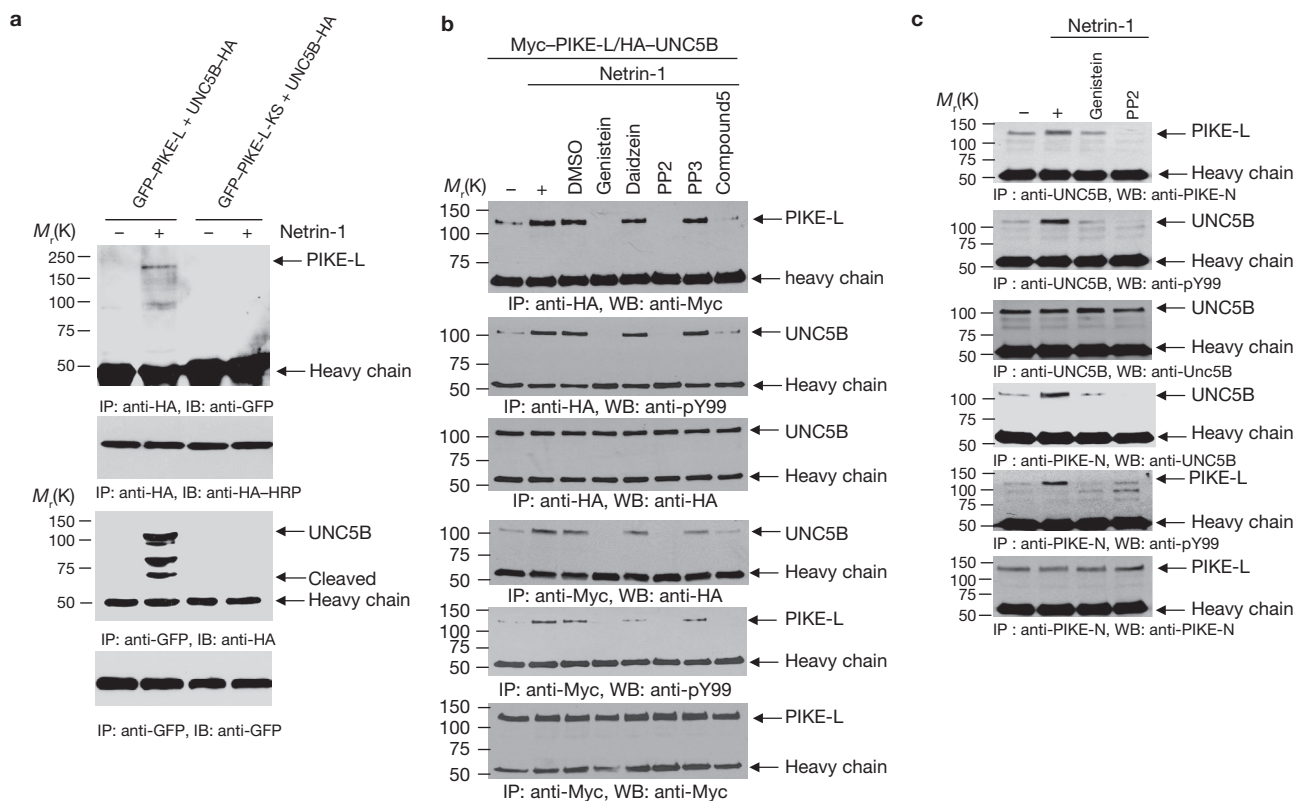 a
GFP–PIKE-L + UNC5B–HA
GFP–PIKE-L-KS + UNC5B–HA
Mr(K) – + – + Netrin-1
250
150
100
75
50
PIKE-L
Heavy chain
IP: anti-HA, IB: anti-GFP
IP: anti-HA, IB: anti-HA–HRP
Mr(K)
150
100
75
50
UNC5B
Cleaved
Heavy chain
IP: anti-GFP, IB: anti-HA
IP: anti-GFP, IB: anti-GFP
b
Myc–PIKE-L/HA–UNC5B
Netrin-1
Mr(K) – + DMSO Genistein Daidzein PP2 PP3 Compound5
150
100
75
PIKE-L
heavy chain
IP: anti-HA, WB: anti-Myc
100
75
50
UNC5B
Heavy chain
IP: anti-HA, WB: anti-pY99
100
75
50
UNC5B
Heavy chain
IP: anti-HA, WB: anti-HA
100
75
50
UNC5B
Heavy chain
IP: anti-Myc, WB: anti-HA
150
100
75
50
PIKE-L
Heavy chain
IP: anti-Myc, WB: anti-pY99
150
100
75
50
PIKE-L
Heavy chain
IP: anti-Myc, WB: anti-Myc
c
Netrin-1
Mr(K) – + Genistein PP2
150
100
75
50
PIKE-L
Heavy chain
IP : anti-UNC5B, WB: anti-PIKE-N
100
75
50
UNC5B
Heavy chain
IP : anti-UNC5B, WB: anti-pY99
100
75
50
UNC5B
Heavy chain
IP : anti-UNC5B, WB: anti-Unc5B
100
75
50
UNC5B
Heavy chain
IP : anti-PIKE-N, WB: anti-UNC5B
150
100
75
50
PIKE-L
Heavy chain
IP : anti-PIKE-N, WB: anti-pY99
150
100
75
50
PIKE-L
Heavy chain
IP : anti-PIKE-N, WB: anti-PIKE-N